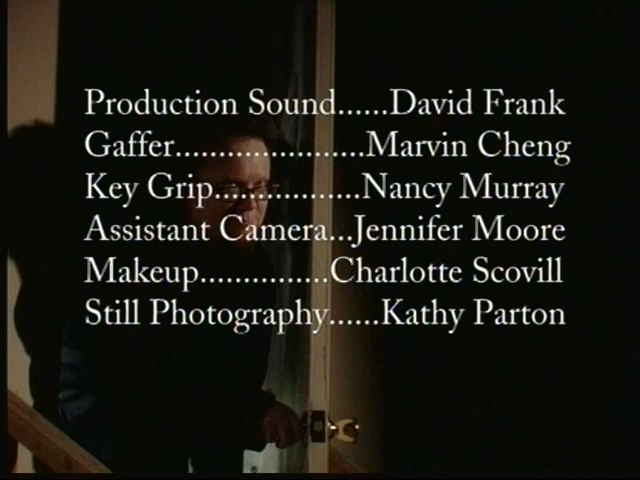 Production Sound......David Frank
Gaffer......................Marvin Cheng
Key Grip.................Nancy Murray
Assistant Camera...Jennifer Moore
Makeup...............Charlotte Scovill
Still Photography......Kathy Parton